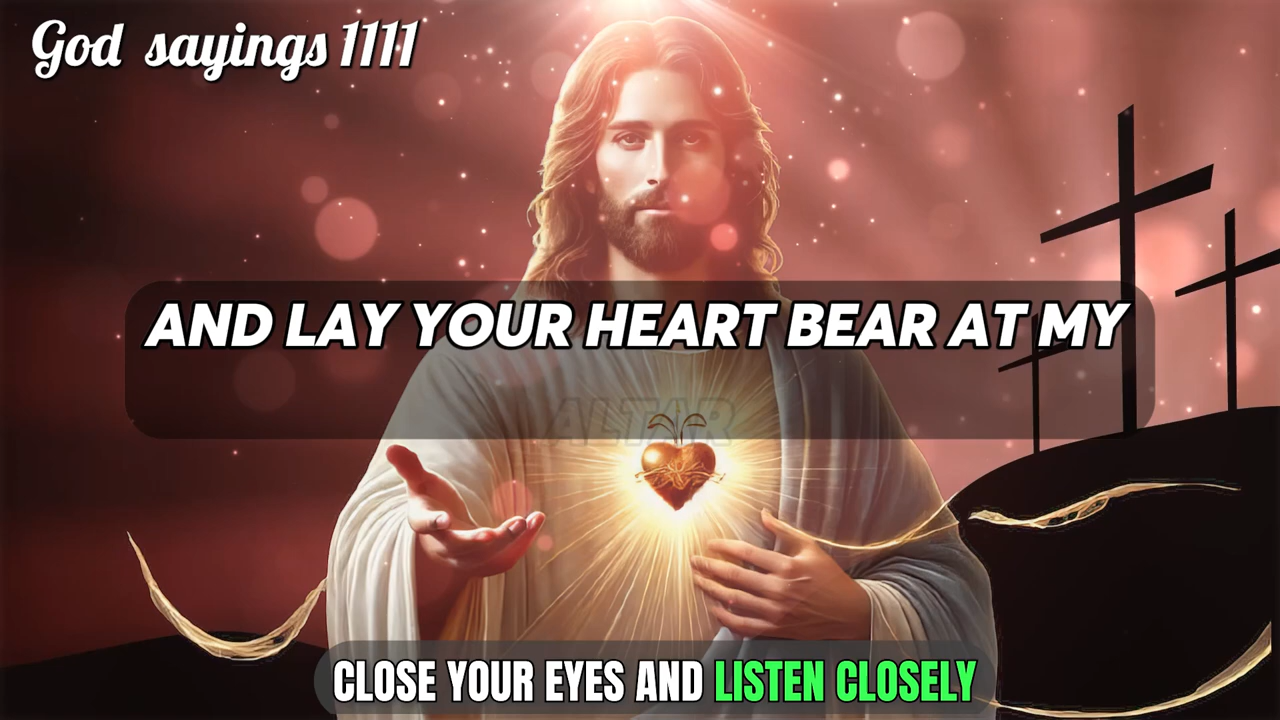 God sayings 1111
AND LAY YOUR HEART BEAR AT MY
ALTAR
CLOSE YOUR EYES AND LISTEN CLOSELY